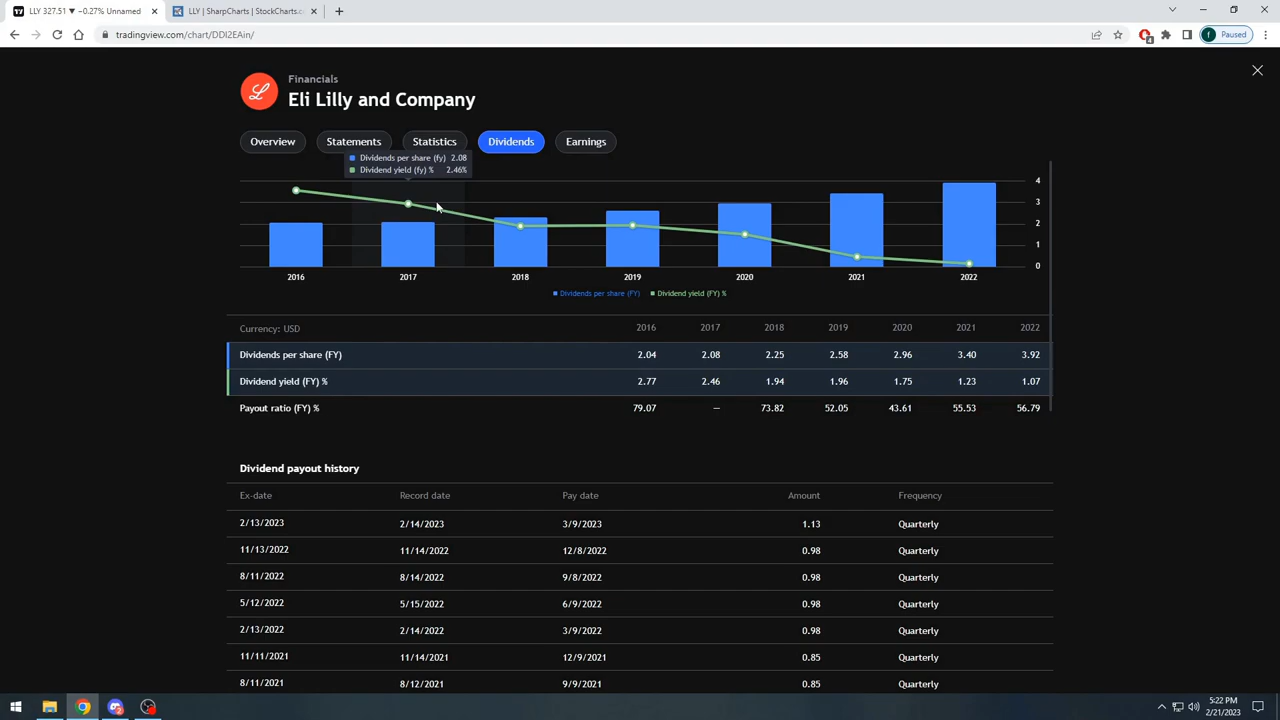 LLY 327.51 ▼ −0.27% Unnamed
LLY | SharpCharts | StockCharts.c
tradingview.com/chart/DDI2EAin/
4
f Paused
Financials
Eli Lilly and Company
Overview Statements Statistics Dividends Earnings
Dividends per share (fy) 2.08
Dividend yield (fy) % 2.46%
4
3
2
1
0
2016 2017 2018 2019 2020 2021 2022
Dividends per share (FY) Dividend yield (FY) %
Currency: USD 2016 2017 2018 2019 2020 2021 2022
Dividends per share (FY) 2.04 2.08 2.25 2.58 2.96 3.40 3.92
Dividend yield (FY) % 2.77 2.46 1.94 1.96 1.75 1.23 1.07
Payout ratio (FY) % 79.07 — 73.82 52.05 43.61 55.53 56.79
Dividend payout history
Ex-date Record date Pay date Amount Frequency
2/13/2023 2/14/2023 3/9/2023 1.13 Quarterly
11/13/2022 11/14/2022 12/8/2022 0.98 Quarterly
8/11/2022 8/14/2022 9/8/2022 0.98 Quarterly
5/12/2022 5/15/2022 6/9/2022 0.98 Quarterly
2/13/2022 2/14/2022 3/9/2022 0.98 Quarterly
11/11/2021 11/14/2021 12/9/2021 0.85 Quarterly
8/11/2021 8/12/2021 9/9/2021 0.85 Quarterly
5:22 PM
2/21/2023